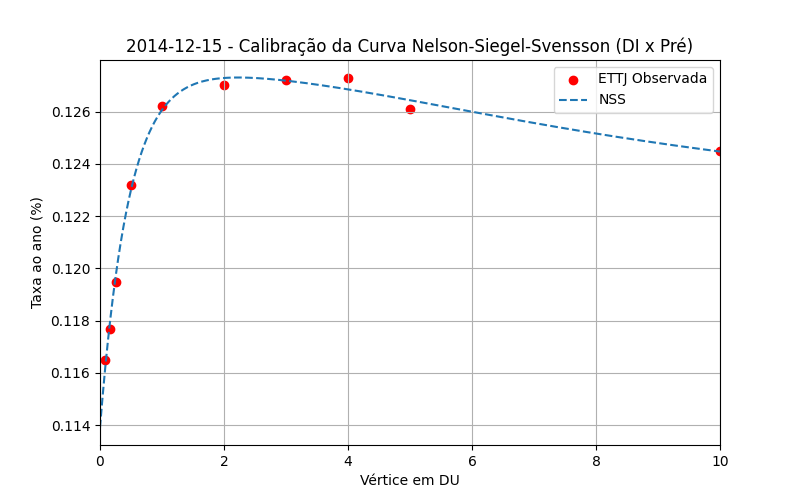 2014-12-15 - Calibração da Curva Nelson-Siegel-Svensson (DI x Pré)
ETTJ Observada
NSS
Taxa ao ano (%)
0.126
0.124
0.122
0.120
0.118
0.116
0.114
0 2 4 6 8 10
Vértice em DU